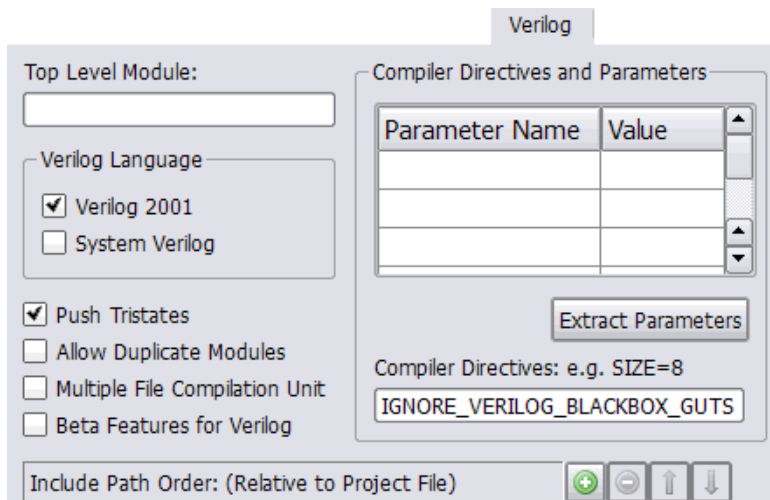 Verilog
Top Level Module:
Verilog Language
Verilog 2001
System Verilog
Push Tristates
Allow Duplicate Modules
Multiple File Compilation Unit
Beta Features for Verilog
Compiler Directives and Parameters
Parameter Name Value
Extract Parameters
Compiler Directives: e.g. SIZE=8
IGNORE_VERILOG_BLACKBOX_GUTS
Include Path Order: (Relative to Project File)